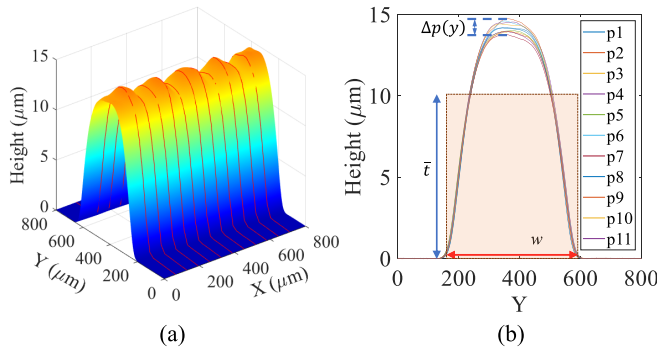 15
10
5
0
Height (μm)
800
600
400
200
0
Y (μm)
0
200
400
600
800
X (μm)
(a)
15
10
5
0
Height (μm)
Δp(y)
t̄
w
0
200
400
600
800
Y
p1
p2
p3
p4
p5
p6
p7
p8
p9
p10
p11
(b)